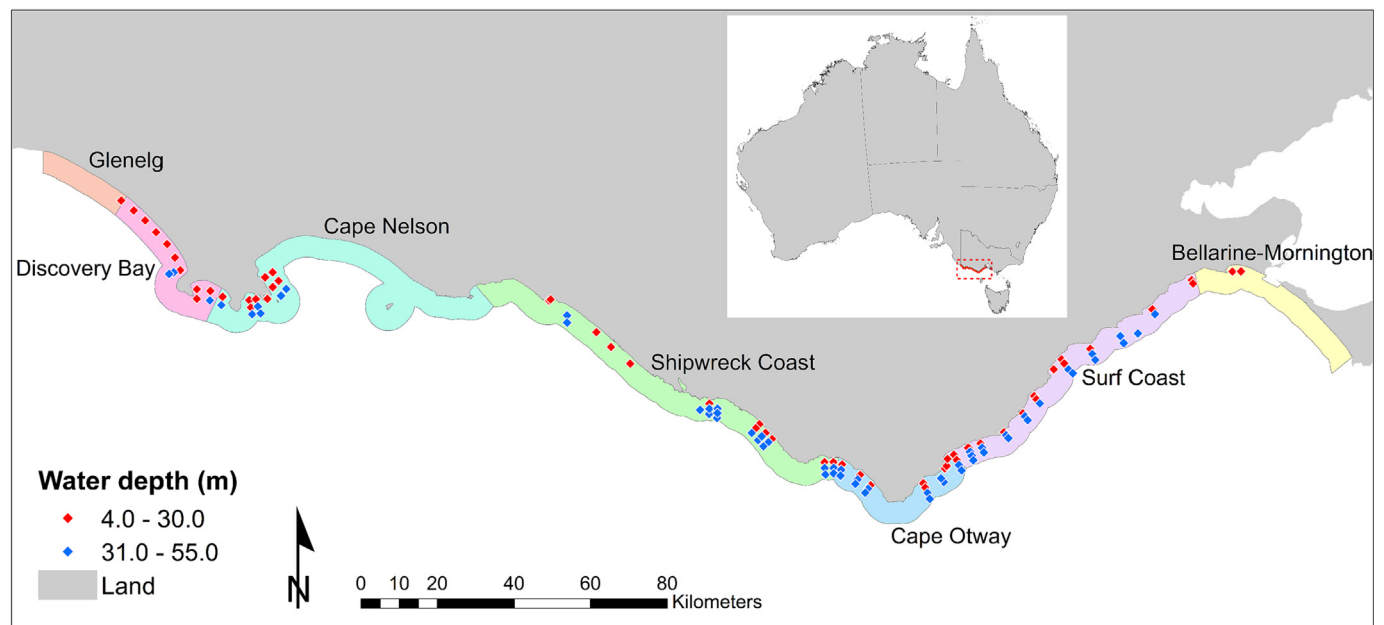 Glenelg
Cape Nelson
Bellarine-Mornington
Discovery Bay
Shipwreck Coast
Surf Coast
Cape Otway
Water depth (m)
4.0 - 30.0
31.0 - 55.0
Land
N
0 10 20 40 60 80
Kilometers